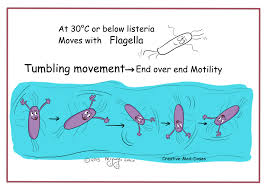 At 30°C or below listeria
Moves with Flagella
Tumbling movement→End over end Motility
Creative-Med-Doses